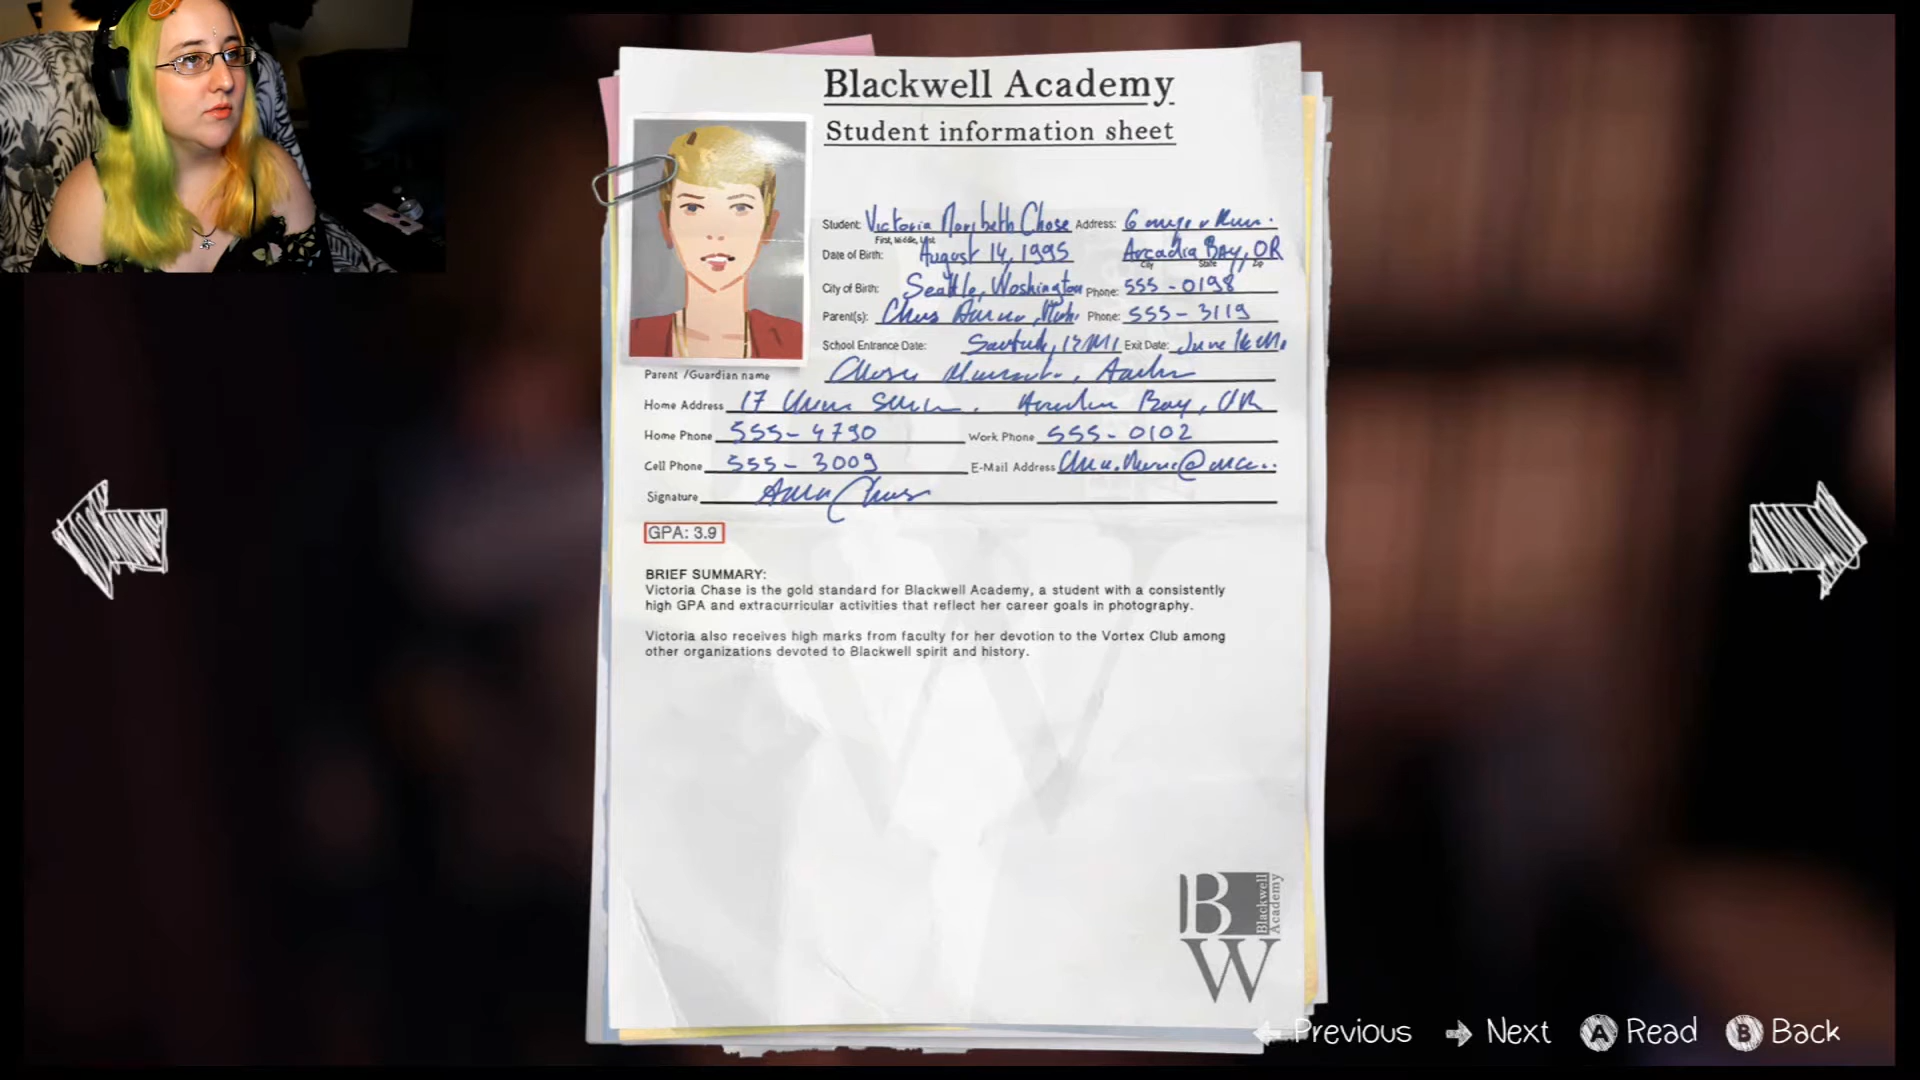 Blackwell Academy
Student information sheet
Student: Victoria Maribeth Chase Address: 6
First, Middle, Last
Date of Birth: August 14, 1995 Arcadia Bay, OR
City State Zip
City of Birth: Seattle, Washington Phone: 555-0198
Parent(s): Phone: 555-3119
School Entrance Date: Exit Date: June
Parent /Guardian name
Home Address 17 Bay, OR
Home Phone 555-4790 Work Phone 555-0102
Cell Phone 555-3009 E-Mail Address
Signature
GPA: 3.9
BRIEF SUMMARY:
Victoria Chase is the gold standard for Blackwell Academy, a student with a consistently
high GPA and extracurricular activities that reflect her career goals in photography.
Victoria also receives high marks from faculty for her devotion to the Vortex Club among
other organizations devoted to Blackwell spirit and history.
B Blackwell Academy
W
Previous Next A Read B Back